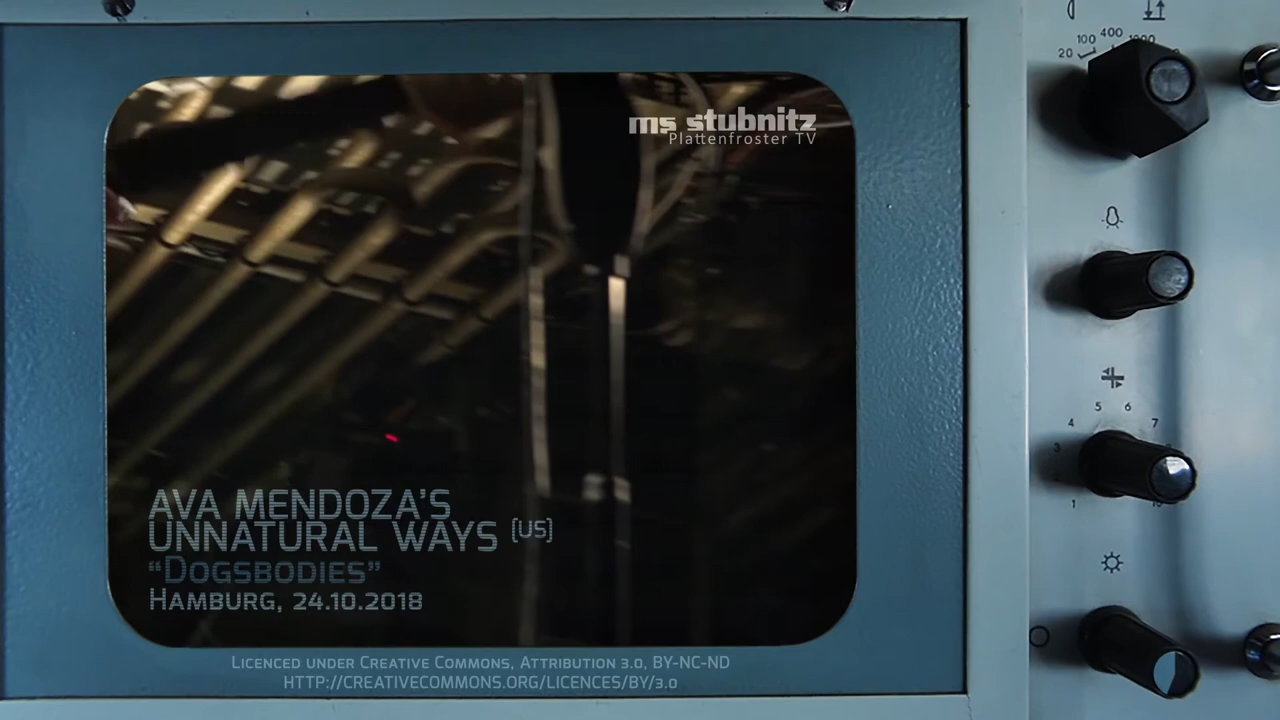 ms stubnitz
Plattenfroster TV
20 100 400
5 6
4 7
3
1
AVA MENDOZA'S
UNNATURAL WAYS [US]
“DOGSBODIES”
HAMBURG, 24.10.2018
LICENCED UNDER CREATIVE COMMONS, ATTRIBUTION 3.0, BY-NC-ND
HTTP://CREATIVECOMMONS.ORG/LICENCES/BY/3.0